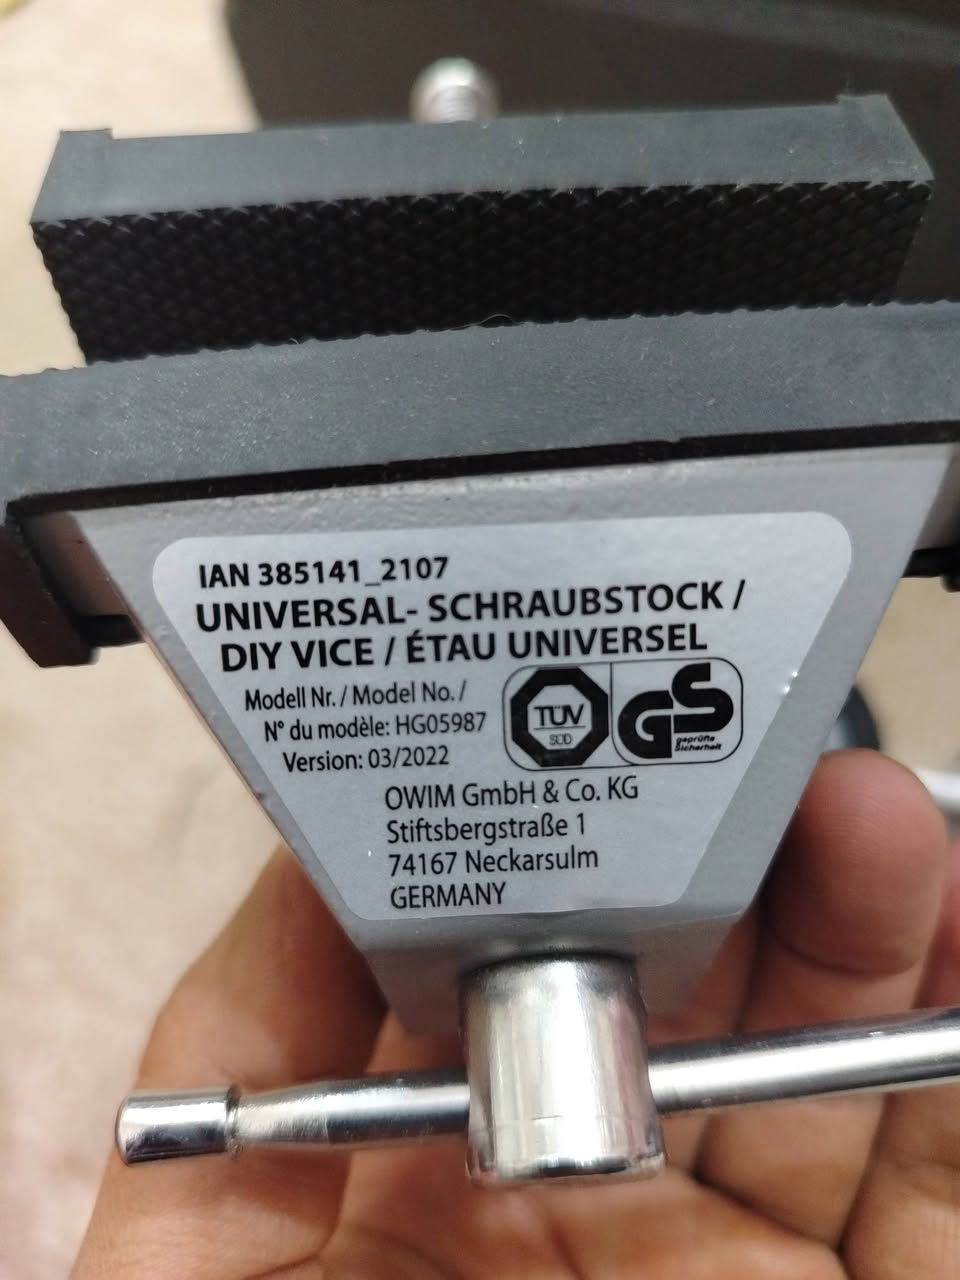 IAN 385141_2107
UNIVERSAL- SCHRAUBSTOCK /
DIY VICE / ÉTAU UNIVERSEL
Modell Nr. / Model No. /
N° du modèle: HG05987
Version: 03/2022
TÜV
SÜD
GS
geprüfte
Sicherheit
OWIM GmbH & Co. KG
Stiftsbergstraße 1
74167 Neckarsulm
GERMANY